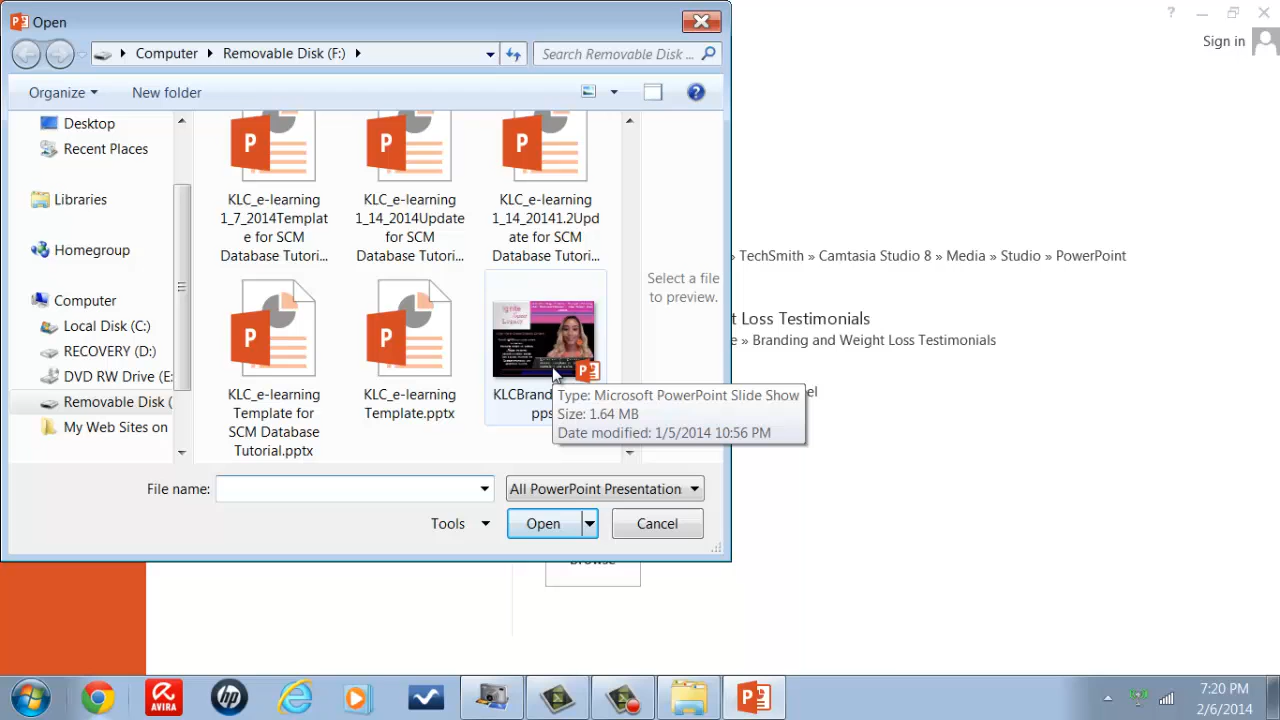 Open
?
Sign in
Computer
Removable Disk (F:)
Search Removable Disk ...
Organize
New folder
Desktop
Recent Places
Libraries
Homegroup
Computer
Local Disk (C:)
RECOVERY (D:)
DVD RW Drive (E:
Removable Disk (
My Web Sites on
P
P
P
KLC_e-learning
1_7_2014Templat
e for SCM
Database Tutori...
KLC_e-learning
1_14_2014Update
for SCM
Database Tutori...
KLC_e-learning
1_14_20141.2Upd
ate for SCM
Database Tutori...
P
P
KLC_e-learning
Template for
SCM Database
Tutorial.pptx
KLC_e-learning
Template.pptx
Ignite
Your
Legacy
KLCBrand
pps
Type: Microsoft PowerPoint Slide Show
Size: 1.64 MB
Date modified: 1/5/2014 10:56 PM
Select a file
to preview.
» TechSmith » Camtasia Studio 8 » Media » Studio » PowerPoint
t Loss Testimonials
e » Branding and Weight Loss Testimonials
el
File name:
All PowerPoint Presentation
Tools
Open
Cancel
Browse
AVIRA
hp
7:20 PM
2/6/2014